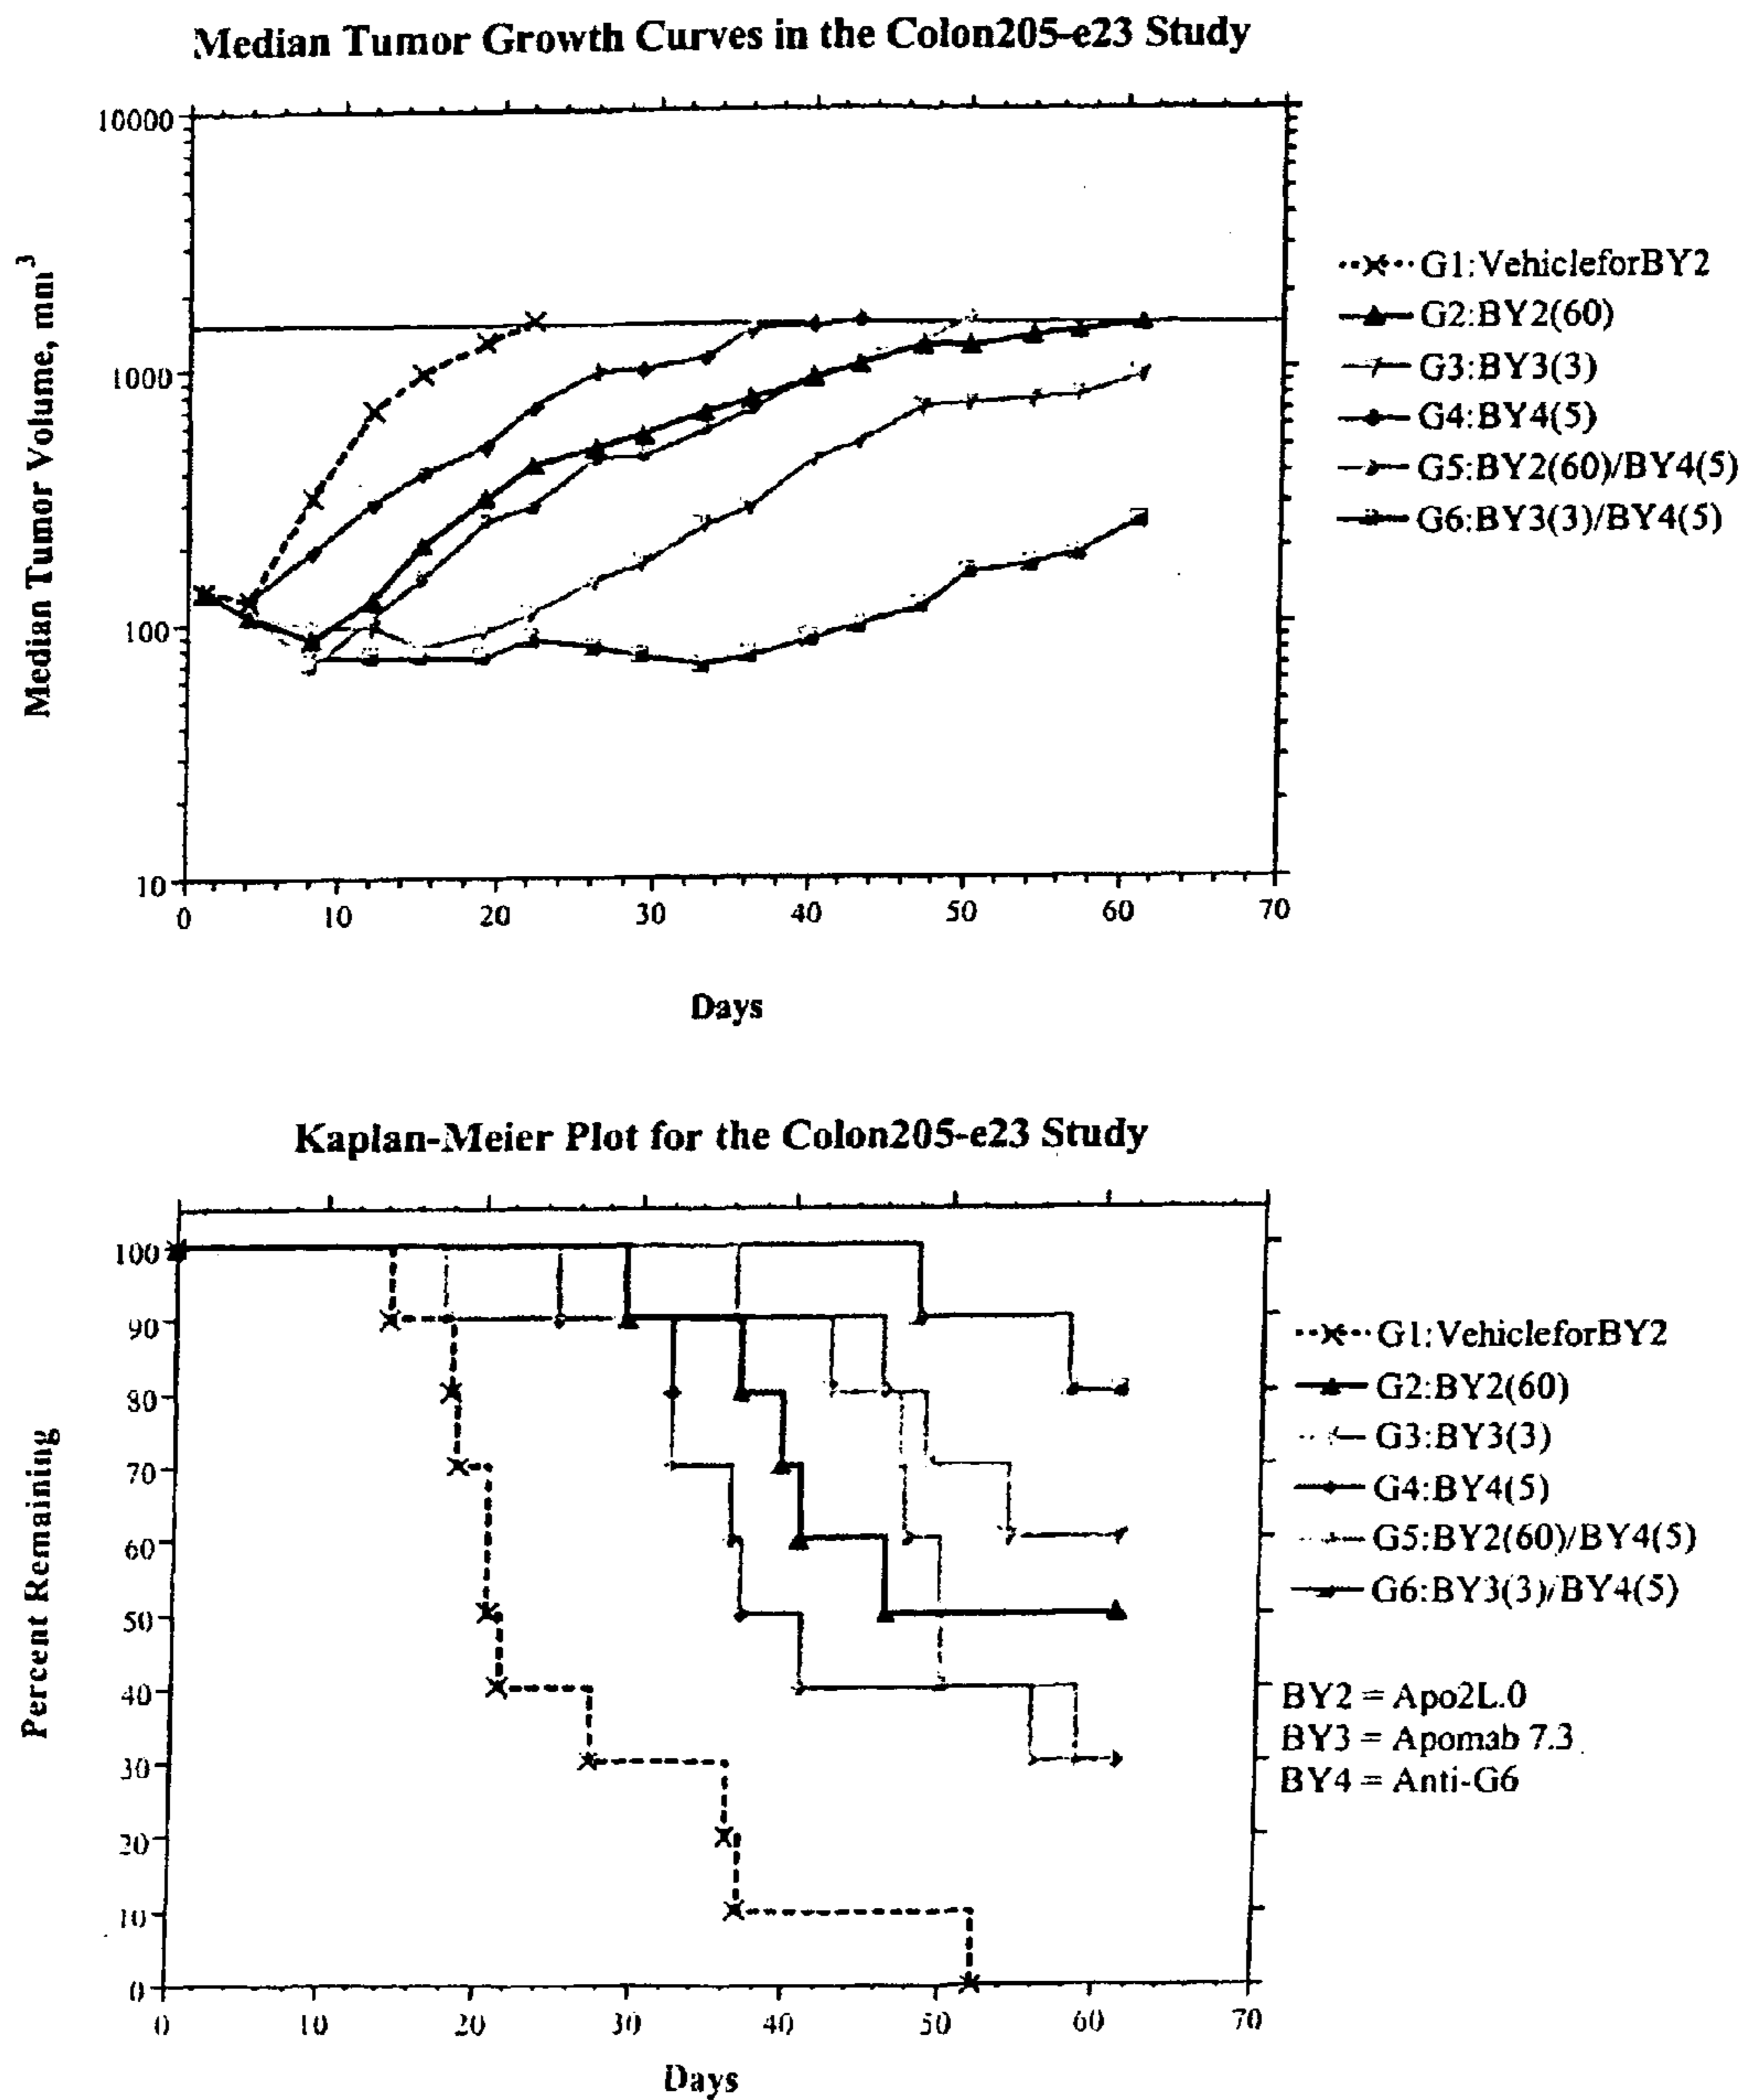 Median Tumor Growth Curves in the Colon205-e23 Study
Median Tumor Volume, mm³
10000
1000
100
10
0 10 20 30 40 50 60 70
Days
G1:VehicleforBY2
G2:BY2(60)
G3:BY3(3)
G4:BY4(5)
G5:BY2(60)/BY4(5)
G6:BY3(3)/BY4(5)
Kaplan-Meier Plot for the Colon205-e23 Study
Percent Remaining
100
90
80
70
60
50
40
30
20
10
0
0 10 20 30 40 50 60 70
Days
G1:VehicleforBY2
G2:BY2(60)
G3:BY3(3)
G4:BY4(5)
G5:BY2(60)/BY4(5)
G6:BY3(3)/BY4(5)
BY2 = Apo2L.0
BY3 = Apomab 7.3
BY4 = Anti-G6